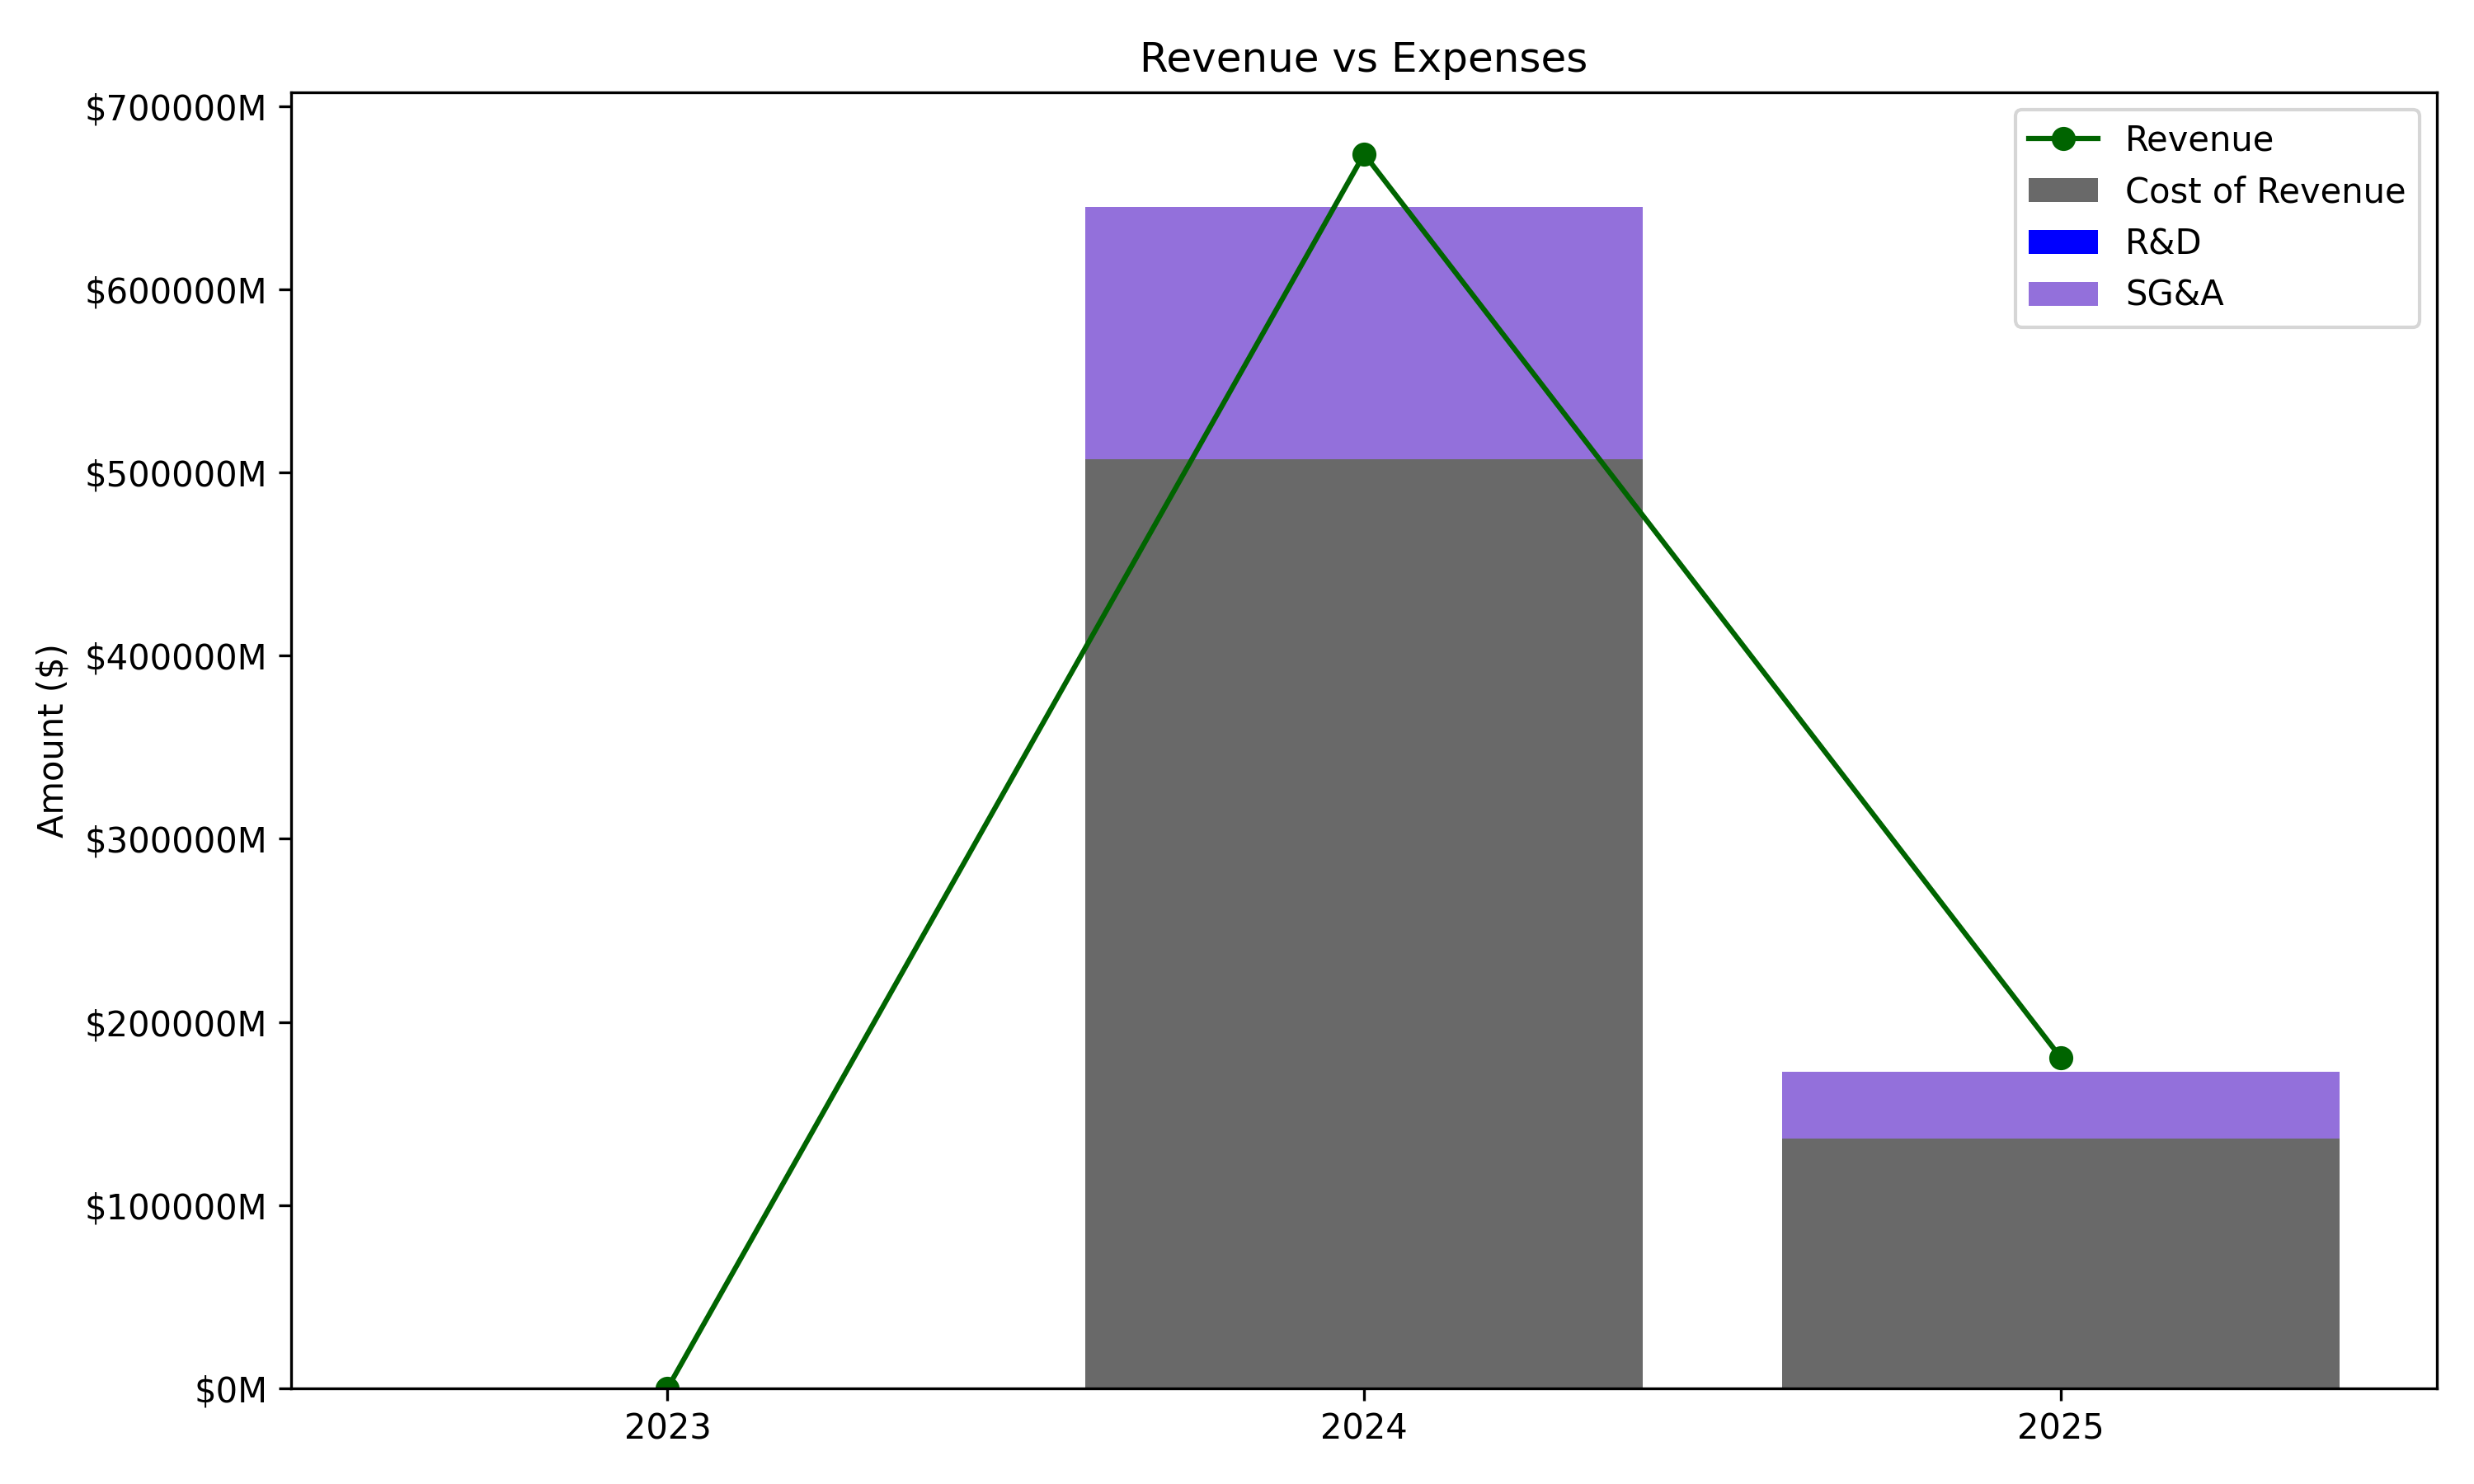 Revenue vs Expenses
$700000M
$600000M
$500000M
$400000M
$300000M
$200000M
$100000M
$0M
Amount ($)
Revenue
Cost of Revenue
R&D
SG&A
2023
2024
2025